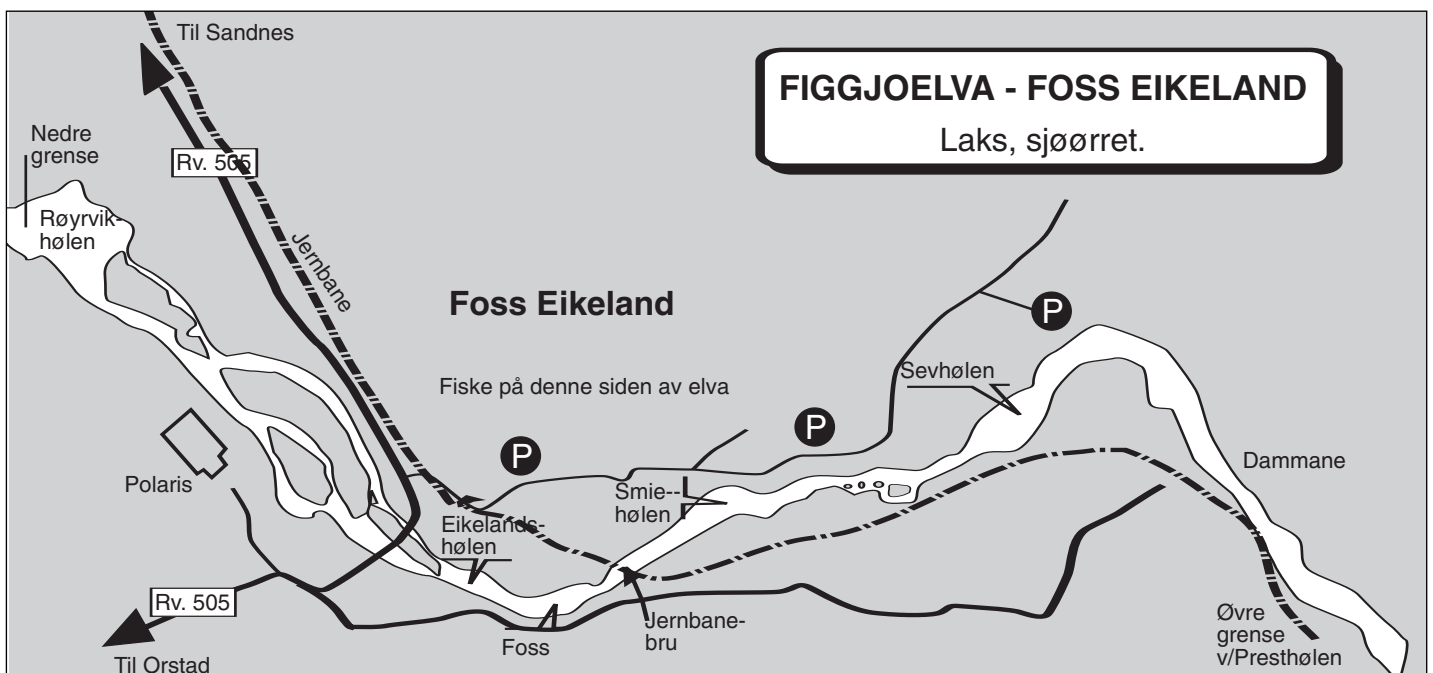 Til Sandnes
FIGGJOELVA - FOSS EIKELAND
Laks, sjøørret.
Nedre
grense
Rv. 505
Røyrvik-
hølen
Jernbane
Foss Eikeland
P
Sevhølen
Fiske på denne siden av elva
P
P
Polaris
Dammane
Smie--
hølen
Eikelands-
hølen
Rv. 505
Jernbane-
bru
Foss
Øvre
grense
v/Presthølen
Til Orstad